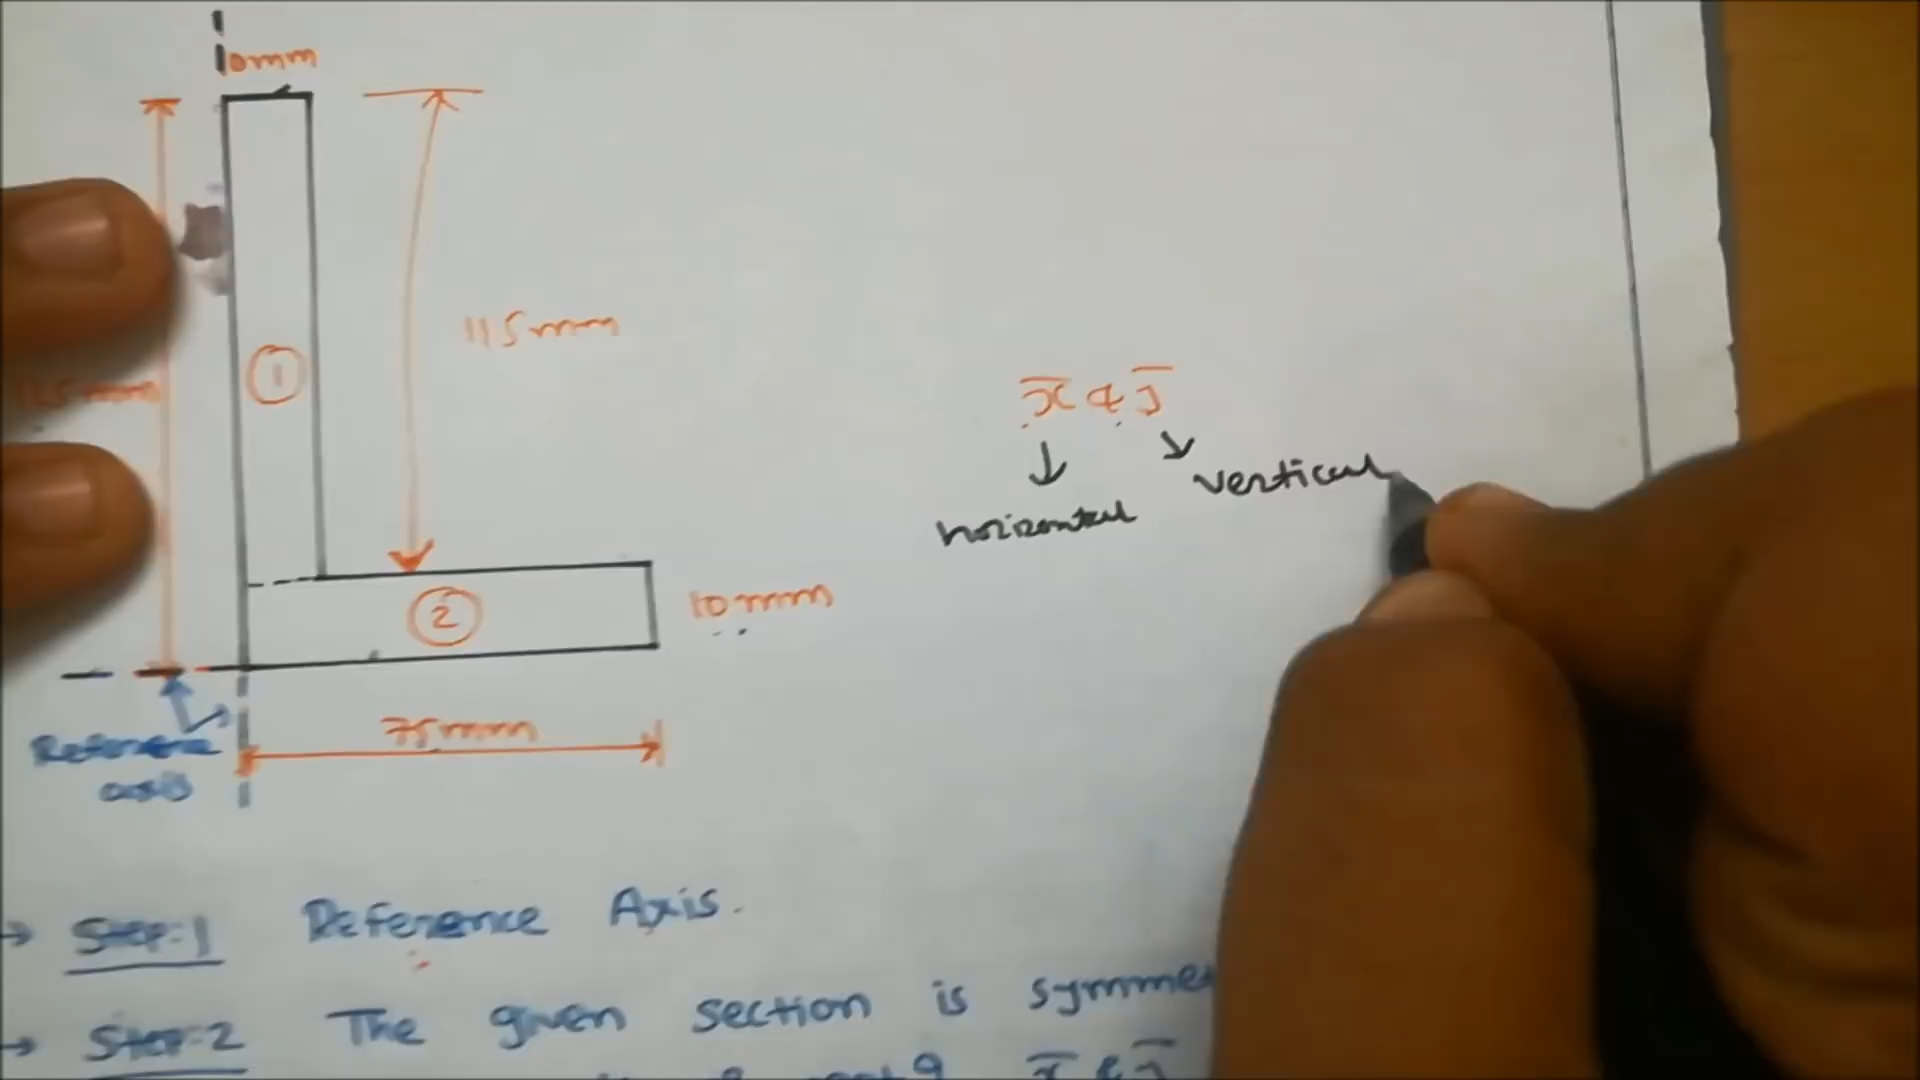 10mm
115mm
①
x̄ & ȳ
vertical
horizontal
②
10mm
75mm
Reference
axis
→ Step:1 Reference Axis.
→ Step:2 The given section is symme
x̄ & ȳ